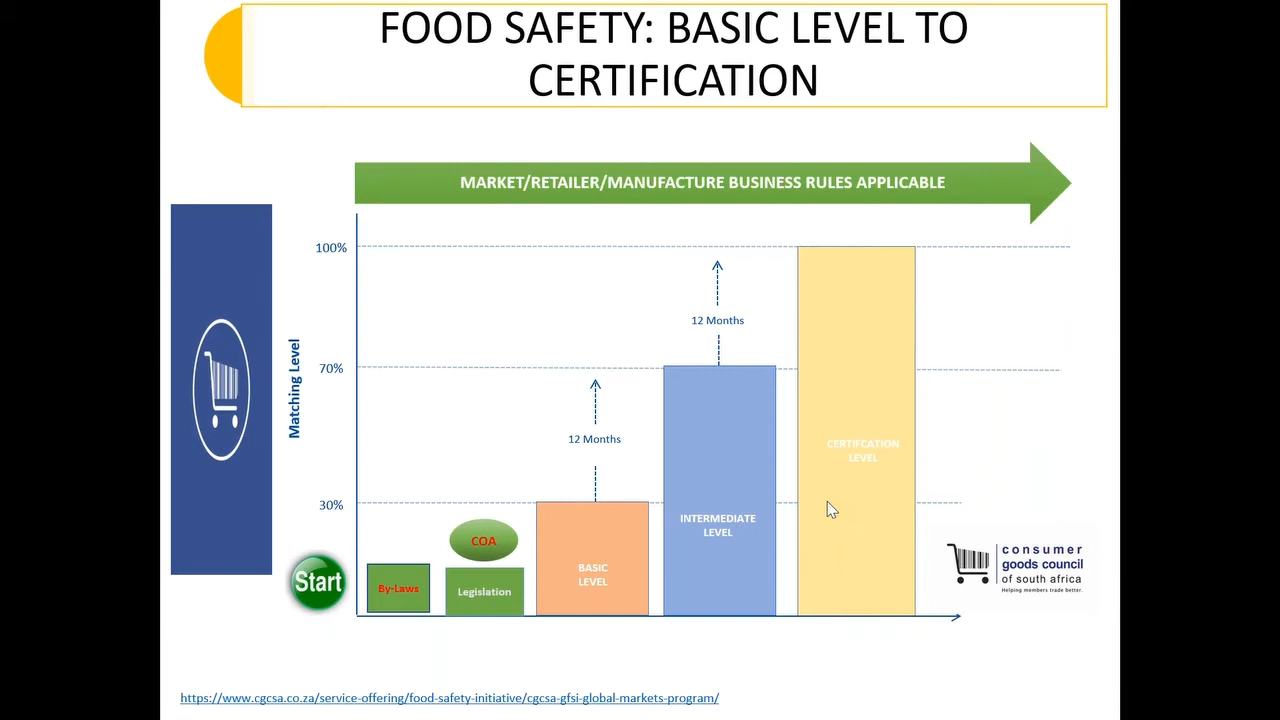 FOOD SAFETY: BASIC LEVEL TO
CERTIFICATION
MARKET/RETAILER/MANUFACTURE BUSINESS RULES APPLICABLE
100%
12 Months
70%
Matching Level
12 Months
CERTIFCATION
LEVEL
30%
INTERMEDIATE
LEVEL
COA
BASIC
LEVEL
Start
By-Laws
Legislation
consumer
goods council
of south africa
Helping members trade better.
https://www.cgcsa.co.za/service-offering/food-safety-initiative/cgcsa-gfsi-global-markets-program/